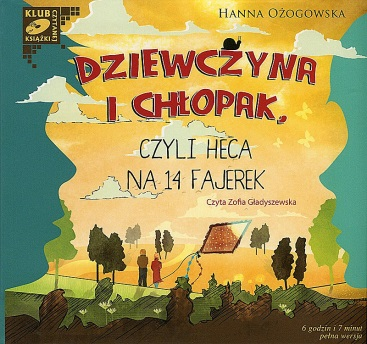 KLUB
CZYTANEJ
KSIĄŻKI
HANNA OŻOGOWSKA
DZIEWCZYNA
I CHŁOPAK,
CZYLI HECA
NA 14 FAJEREK
Czyta Zofia Gładyszewska
6 godzin i 7 minut
pełna wersja